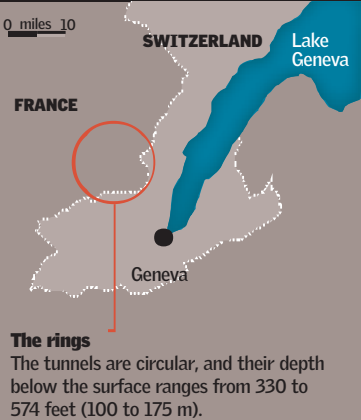 0 miles 10
SWITZERLAND
Lake
Geneva
FRANCE
Geneva
The rings
The tunnels are circular, and their depth
below the surface ranges from 330 to
574 feet (100 to 175 m).